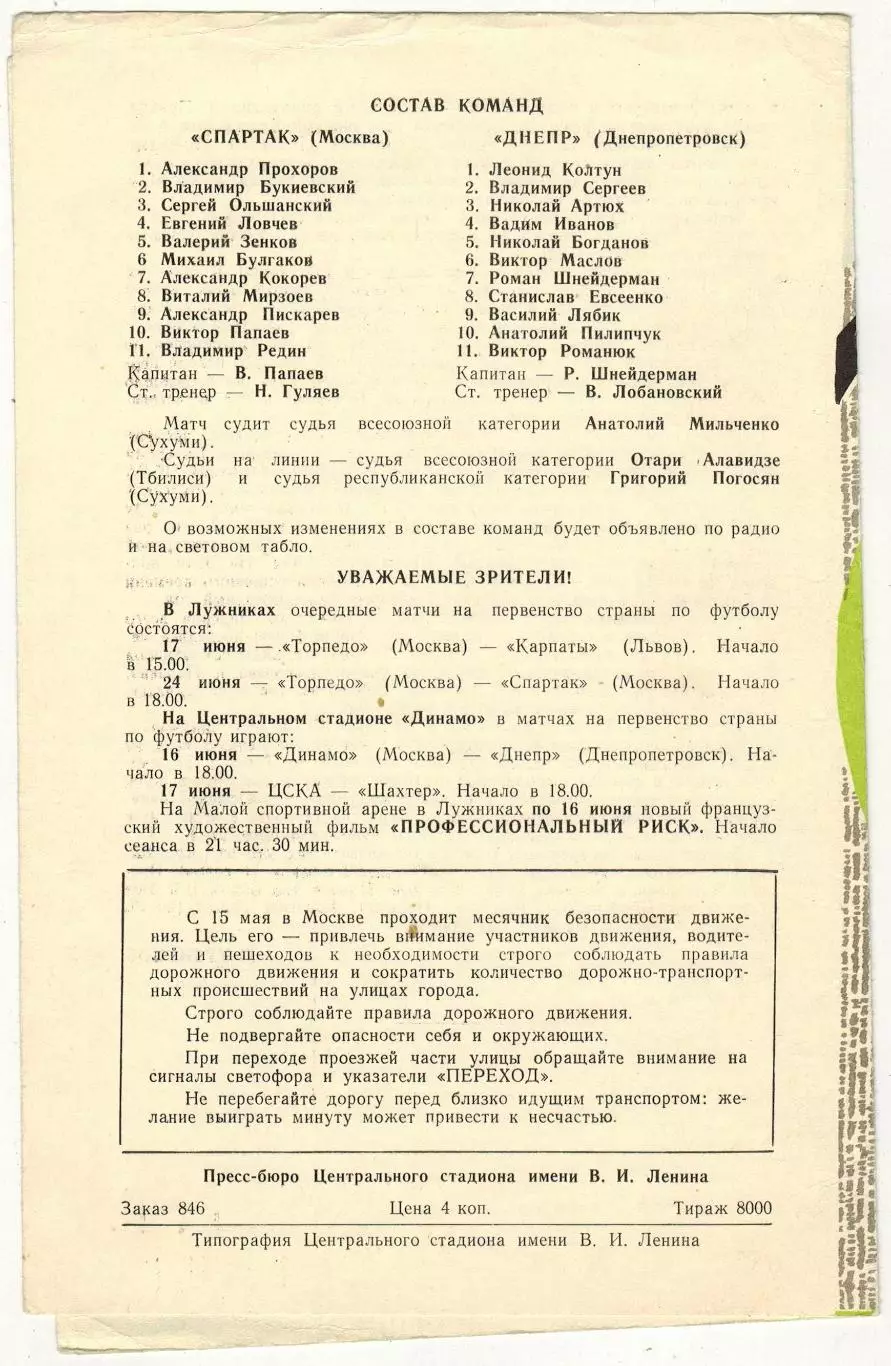 СОСТАВ КОМАНД
«СПАРТАК» (Москва)
1. Александр Прохоров
2. Владимир Букиевский
3. Сергей Ольшанский
4. Евгений Ловчев
5. Валерий Зенков
6 Михаил Булгаков
7. Александр Кокорев
8. Виталий Мирзоев
9. Александр Пискарев
10. Виктор Папаев
11. Владимир Редин
Капитан — В. Папаев
Ст. тренер — Н. Гуляев
«ДНЕПР» (Днепропетровск)
1. Леонид Колтун
2. Владимир Сергеев
3. Николай Артюх
4. Вадим Иванов
5. Николай Богданов
6. Виктор Маслов
7. Роман Шнейдерман
8. Станислав Евсеенко
9. Василий Лябик
10. Анатолий Пилипчук
11. Виктор Романюк
Капитан — Р. Шнейдерман
Ст. тренер — В. Лобановский
Матч судит судья всесоюзной категории Анатолий Мильченко
(Сухуми).
Судьи на линии — судья всесоюзной категории Отари Алавидзе
(Тбилиси) и судья республиканской категории Григорий Погосян
(Сухуми).
О возможных изменениях в составе команд будет объявлено по радио
и на световом табло.
УВАЖАЕМЫЕ ЗРИТЕЛИ!
В Лужниках очередные матчи на первенство страны по футболу
состоятся:
17 июня — «Торпедо» (Москва) — «Карпаты» (Львов). Начало
в 15.00.
24 июня — «Торпедо» (Москва) — «Спартак» (Москва). Начало
в 18.00.
На Центральном стадионе «Динамо» в матчах на первенство страны
по футболу играют:
16 июня — «Динамо» (Москва) — «Днепр» (Днепропетровск). На-
чало в 18.00.
17 июня — ЦСКА — «Шахтер». Начало в 18.00.
На Малой спортивной арене в Лужниках по 16 июня новый француз-
ский художественный фильм «ПРОФЕССИОНАЛЬНЫЙ РИСК». Начало
сеанса в 21 час. 30 мин.
С 15 мая в Москве проходит месячник безопасности движе-
ния. Цель его — привлечь внимание участников движения, водите-
лей и пешеходов к необходимости строго соблюдать правила
дорожного движения и сократить количество дорожно-транспорт-
ных происшествий на улицах города.
Строго соблюдайте правила дорожного движения.
Не подвергайте опасности себя и окружающих.
При переходе проезжей части улицы обращайте внимание на
сигналы светофора и указатели «ПЕРЕХОД».
Не перебегайте дорогу перед близко идущим транспортом: же-
лание выиграть минуту может привести к несчастью.
Пресс-бюро Центрального стадиона имени В. И. Ленина
Заказ 846 Цена 4 коп. Тираж 8000
Типография Центрального стадиона имени В. И. Ленина